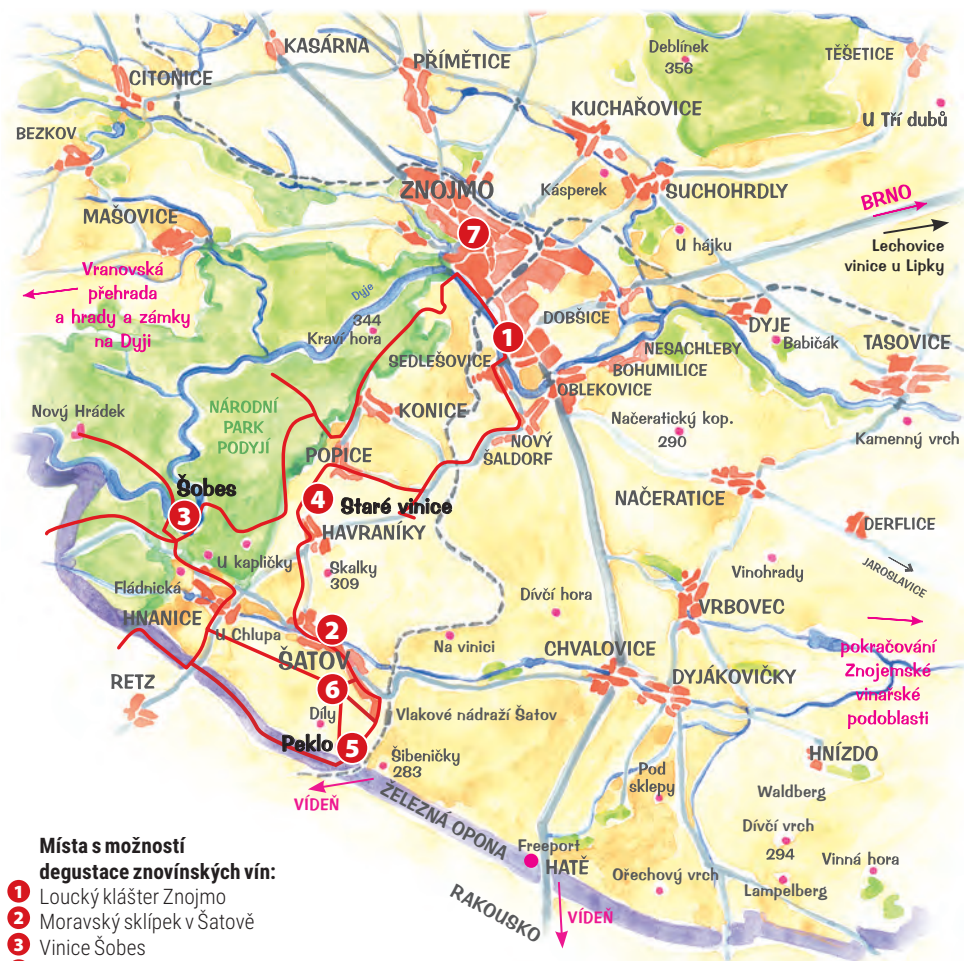 KASÁRNA
Deblínek
356
TĚŠETICE
CITONICE
PŘÍMĚTICE
KUCHAŘOVICE
U Tří dubů
BEZKOV
ZNOJMO
Kásperek
SUCHOHRDLY
BRNO
MAŠOVICE
7
U hájku
Lechovice
vinice u Lipky
Vranovská
přehrada
a hrady a zámky
na Dyji
Dyje
344
Kraví hora
1
DOBŠICE
DYJE
Babičák
TASOVICE
SEDLEŠOVICE
NESACHLEBY
BOHUMILICE
OBLEKOVICE
Nový Hrádek
NÁRODNÍ
PARK
PODYJÍ
KONICE
Načeratický kop.
290
Kamenný vrch
POPICE
NOVÝ
ŠALDORF
Šobes
3
4
Staré vinice
NAČERATICE
DERFLICE
HAVRANÍKY
JAROSLAVICE
U kapličky
Skalky
309
Vinohrady
Fládnická
Dívčí hora
VRBOVEC
HNANICE
U Chlupa
2
ŠATOV
Na vinici
CHVALOVICE
DYJÁKOVIČKY
pokračování
Znojemské
vinařské
podoblasti
RETZ
6
Díly
Vlakové nádraží Šatov
Peklo
5
Šibeničky
283
HNÍZDO
VÍDEŇ
Pod
sklepy
Waldberg
ŽELEZNÁ OPONA
Dívčí vrch
294
Freeport
HATĚ
Ořechový vrch
Vinná hora
Lampelberg
RAKOUSKO
VÍDEŇ
Místa s možností
degustace znovínských vín:
1 Loucký klášter Znojmo
2 Moravský sklípek v Šatově
3 Vinice Šobes